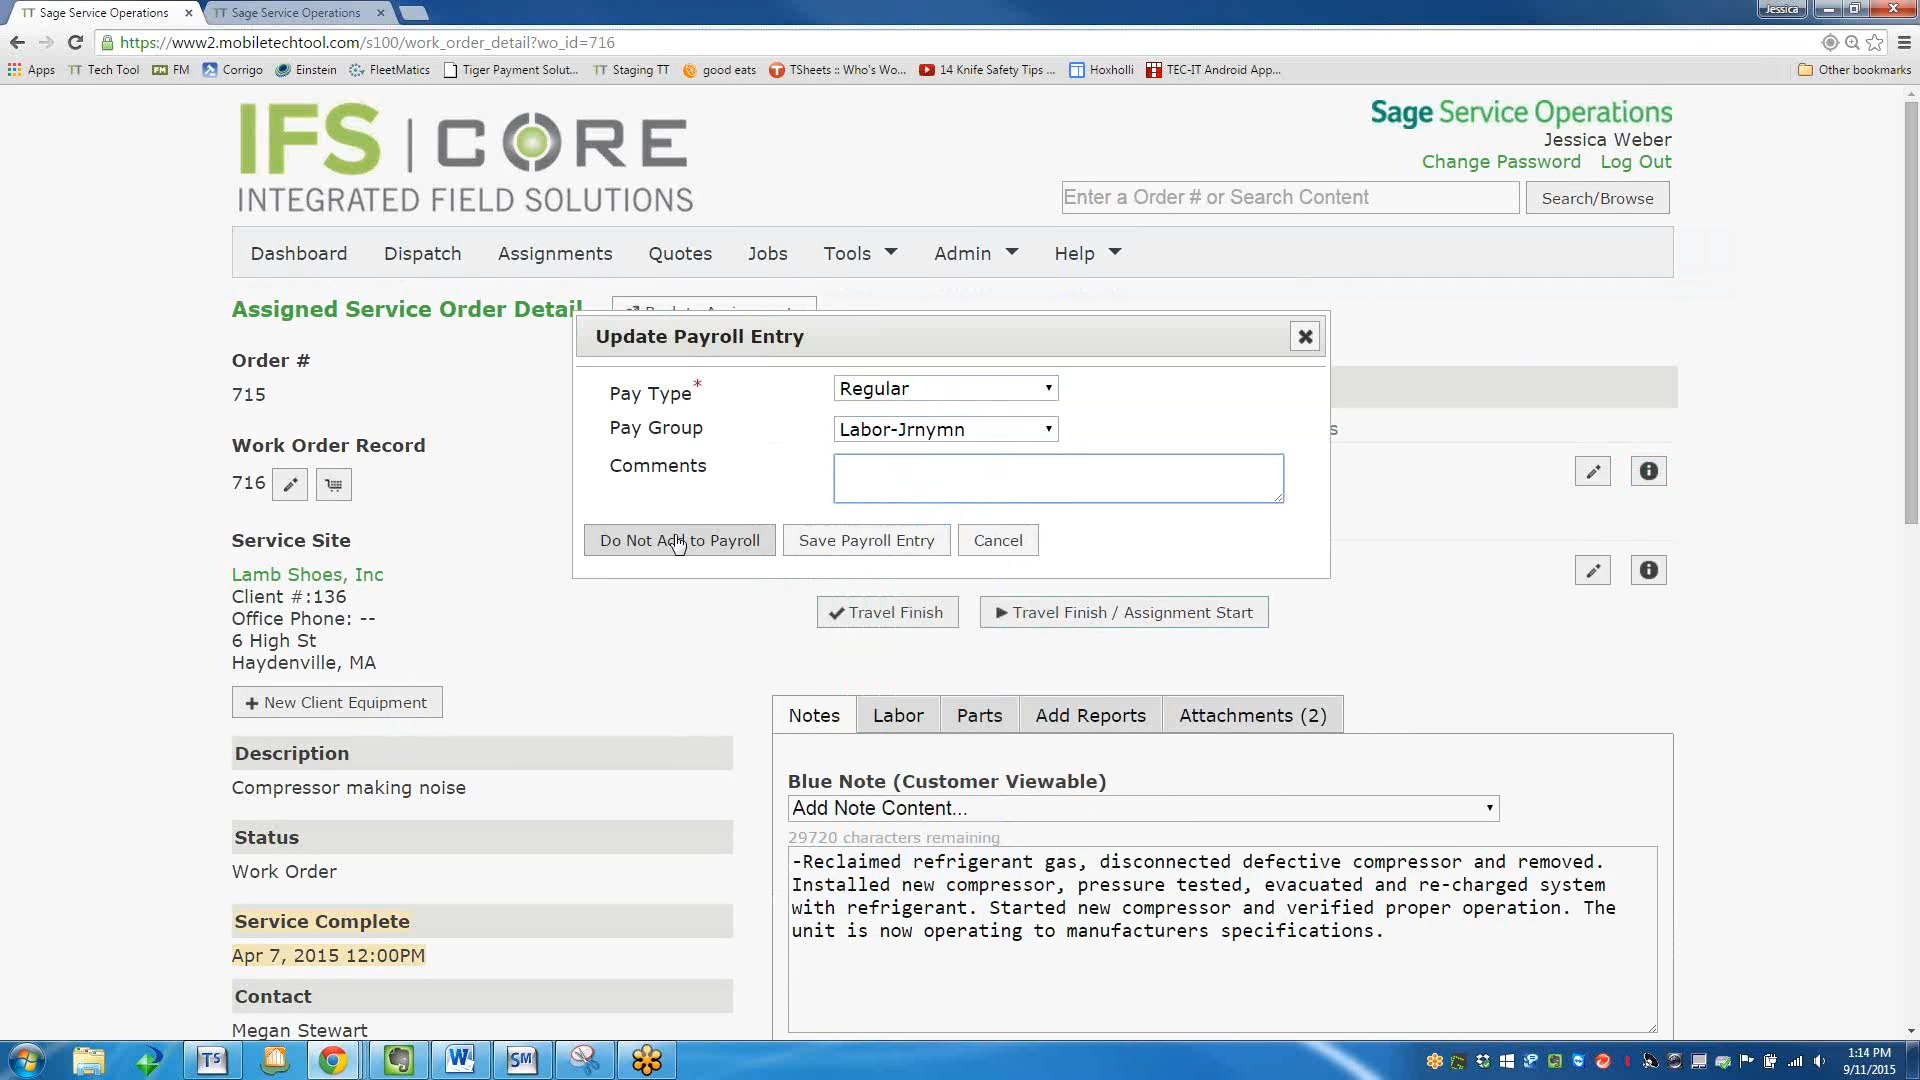 TT Sage Service Operations
TT Sage Service Operations
Jessica
https://www2.mobiletechtool.com/s100/work_order_detail?wo_id=716
Apps
TT Tech Tool
FM FM
Corrigo
Einstein
FleetMatics
Tiger Payment Solut...
TT Staging TT
good eats
TSheets :: Who's Wo...
14 Knife Safety Tips ...
Hoxholli
TEC-IT Android App...
Other bookmarks
IFS | CORE
INTEGRATED FIELD SOLUTIONS
Sage Service Operations
Jessica Weber
Change Password Log Out
Enter a Order # or Search Content
Search/Browse
Dashboard Dispatch Assignments Quotes Jobs Tools Admin Help
Assigned Service Order Detail
Order #
715
Work Order Record
716
Service Site
Lamb Shoes, Inc
Client #:136
Office Phone: --
6 High St
Haydenville, MA
+ New Client Equipment
Description
Compressor making noise
Status
Work Order
Service Complete
Apr 7, 2015 12:00PM
Contact
Megan Stewart
Update Payroll Entry
Pay Type*
Regular
Pay Group
Labor-Jrnymn
Comments
Do Not Add to Payroll
Save Payroll Entry
Cancel
s
Travel Finish
Travel Finish / Assignment Start
Notes
Labor
Parts
Add Reports
Attachments (2)
Blue Note (Customer Viewable)
Add Note Content...
29720 characters remaining
-Reclaimed refrigerant gas, disconnected defective compressor and removed.
Installed new compressor, pressure tested, evacuated and re-charged system
with refrigerant. Started new compressor and verified proper operation. The
unit is now operating to manufacturers specifications.
TS
W
SM
1:14 PM
9/11/2015